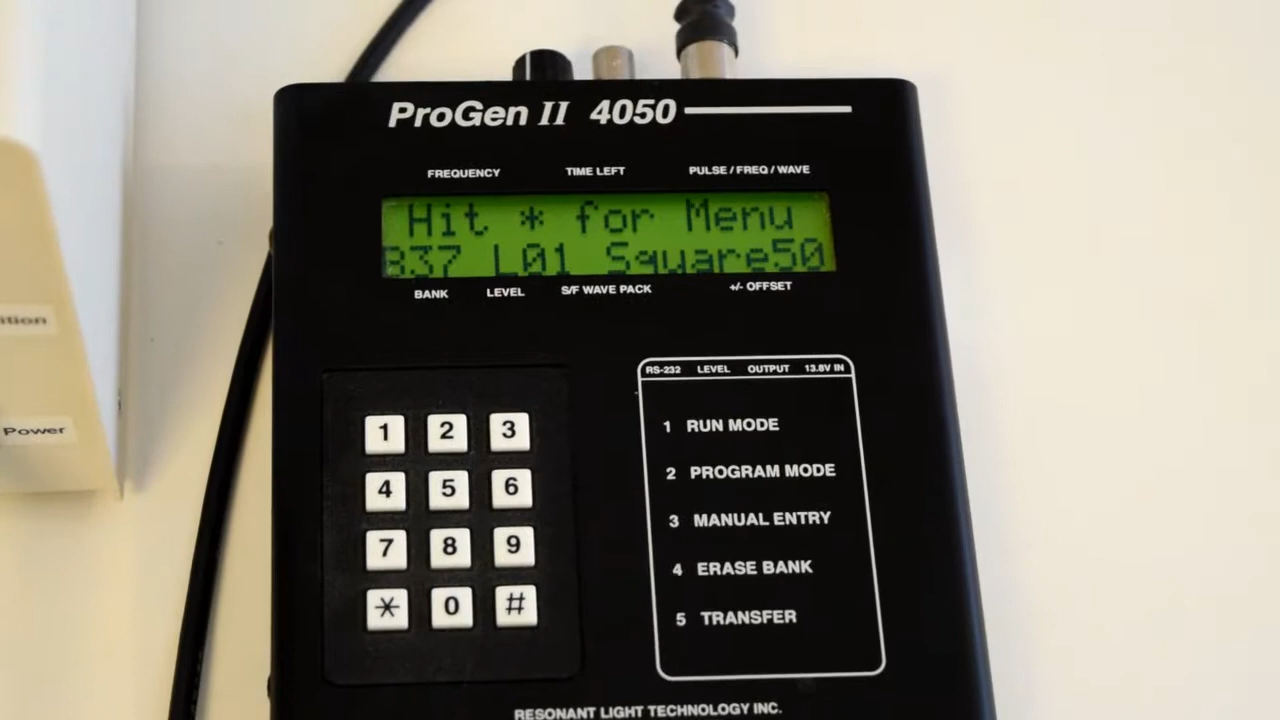 ProGen II 4050
FREQUENCY TIME LEFT PULSE / FREQ / WAVE
Hit * for Menu
B37 L01 Square50
BANK LEVEL S/F WAVE PACK +/- OFFSET
RS-232 LEVEL OUTPUT 13.8V IN
1 RUN MODE
2 PROGRAM MODE
3 MANUAL ENTRY
4 ERASE BANK
5 TRANSFER
1 2 3
4 5 6
7 8 9
* 0 #
RESONANT LIGHT TECHNOLOGY INC.
Power